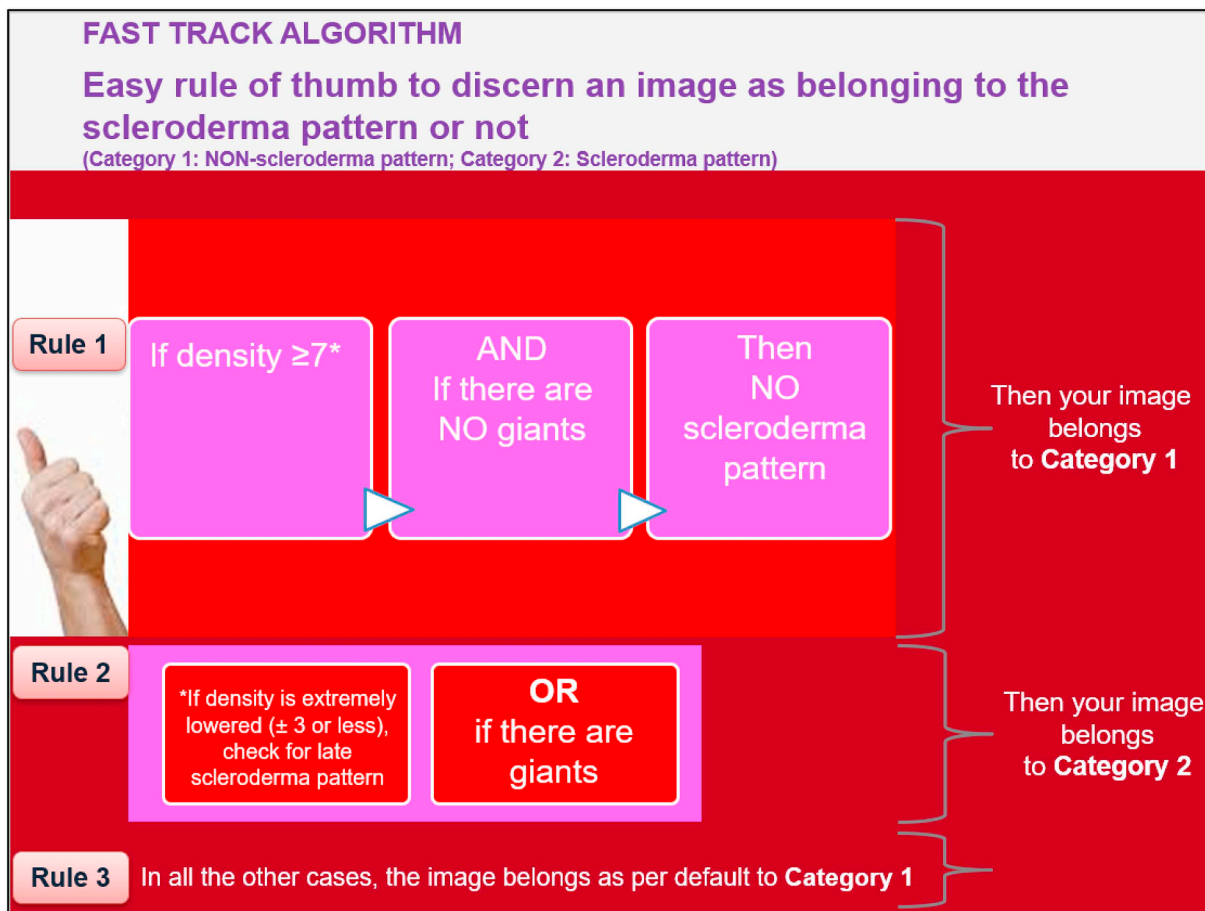 FAST TRACK ALGORITHM
Easy rule of thumb to discern an image as belonging to the
scleroderma pattern or not
(Category 1: NON-scleroderma pattern; Category 2: Scleroderma pattern)
Rule 1
If density ≥7*
AND
If there are
NO giants
Then
NO
scleroderma
pattern
Then your image
belongs
to Category 1
Rule 2
*If density is extremely
lowered (± 3 or less),
check for late
scleroderma pattern
OR
if there are
giants
Then your image
belongs
to Category 2
Rule 3
In all the other cases, the image belongs as per default to Category 1